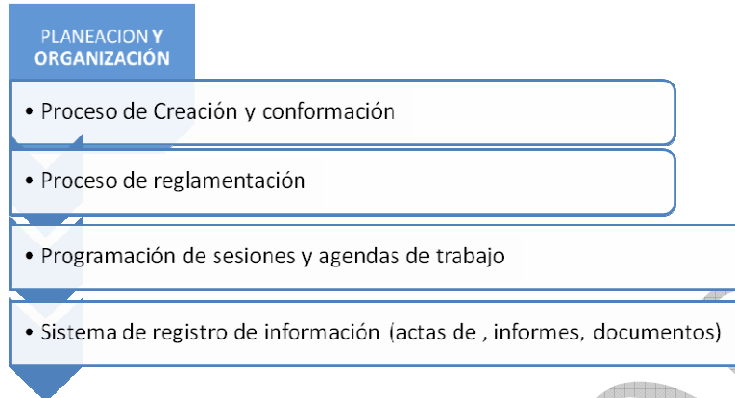 PLANEACION Y
ORGANIZACIÓN
• Proceso de Creación y conformación
• Proceso de reglamentación
• Programación de sesiones y agendas de trabajo
• Sistema de registro de información (actas de , informes, documentos)